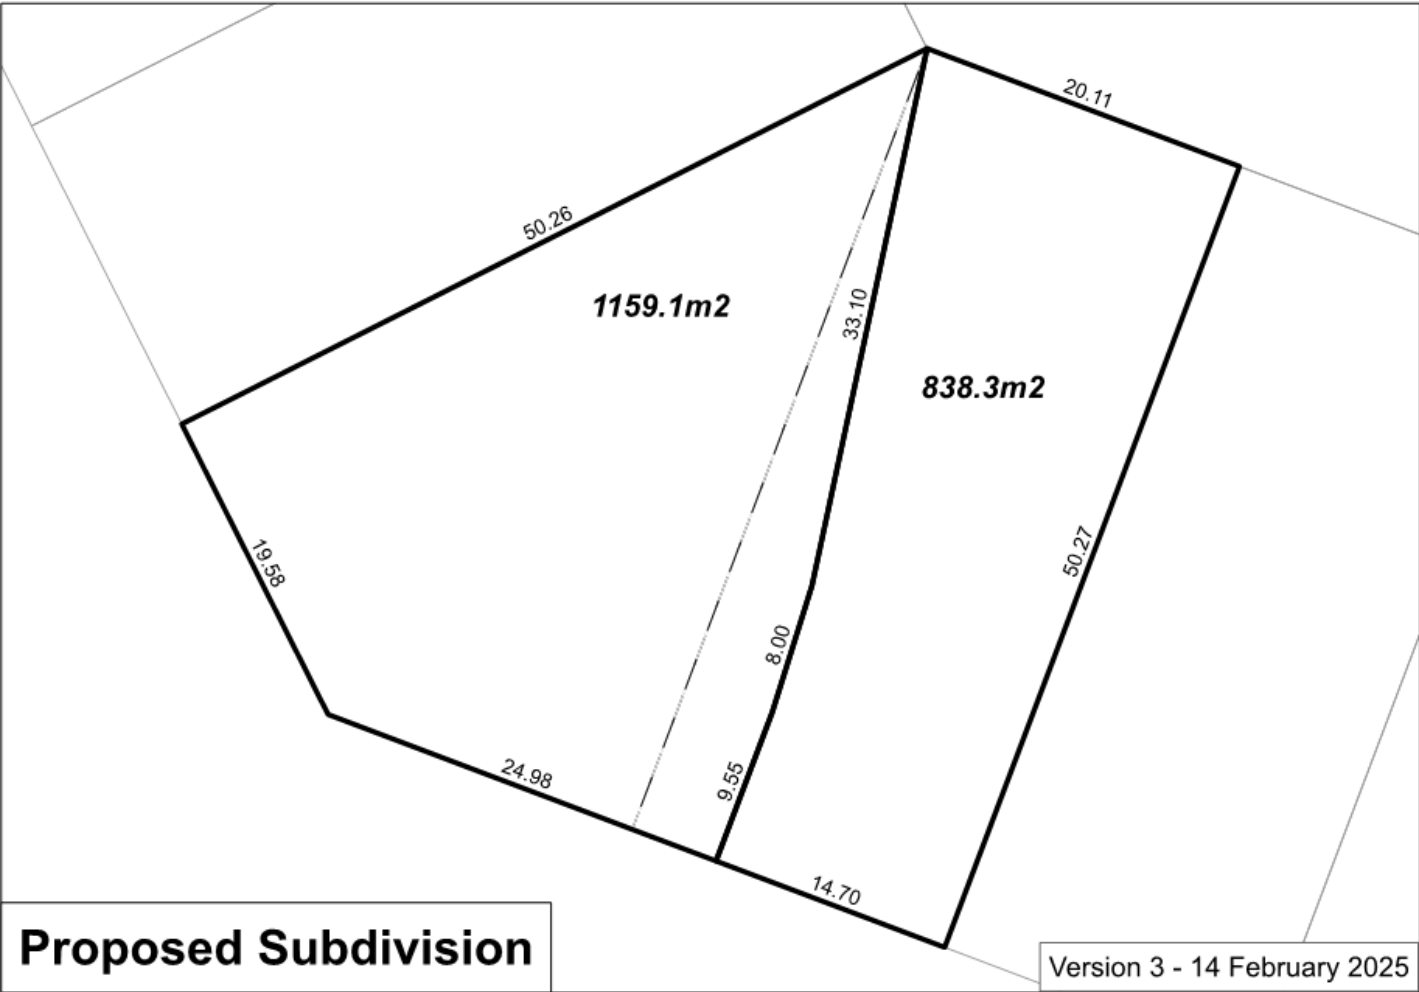 20.11
50.26
1159.1m2
33.10
838.3m2
50.27
19.58
8.00
24.98
9.55
14.70
Proposed Subdivision
Version 3 - 14 February 2025